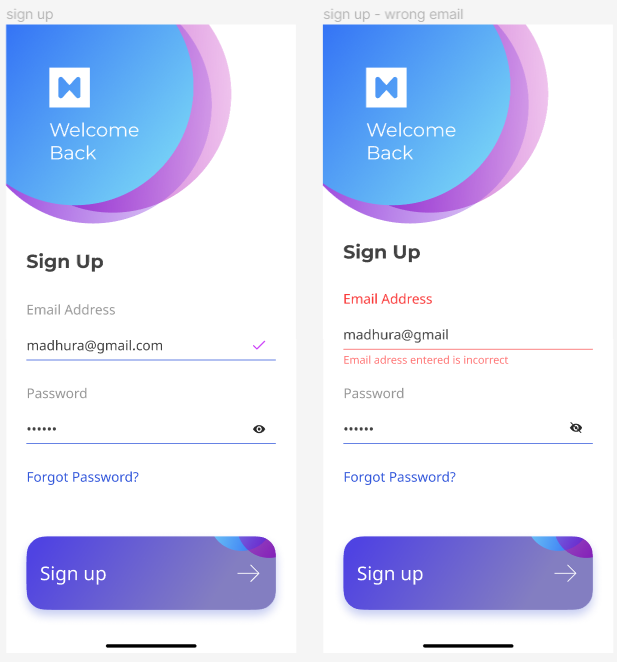 sign up
Welcome
Back
Sign Up
Email Address
madhura@gmail.com
Password
••••••
Forgot Password?
Sign up
sign up - wrong email
Welcome
Back
Sign Up
Email Address
madhura@gmail
Email adress entered is incorrect
Password
••••••
Forgot Password?
Sign up